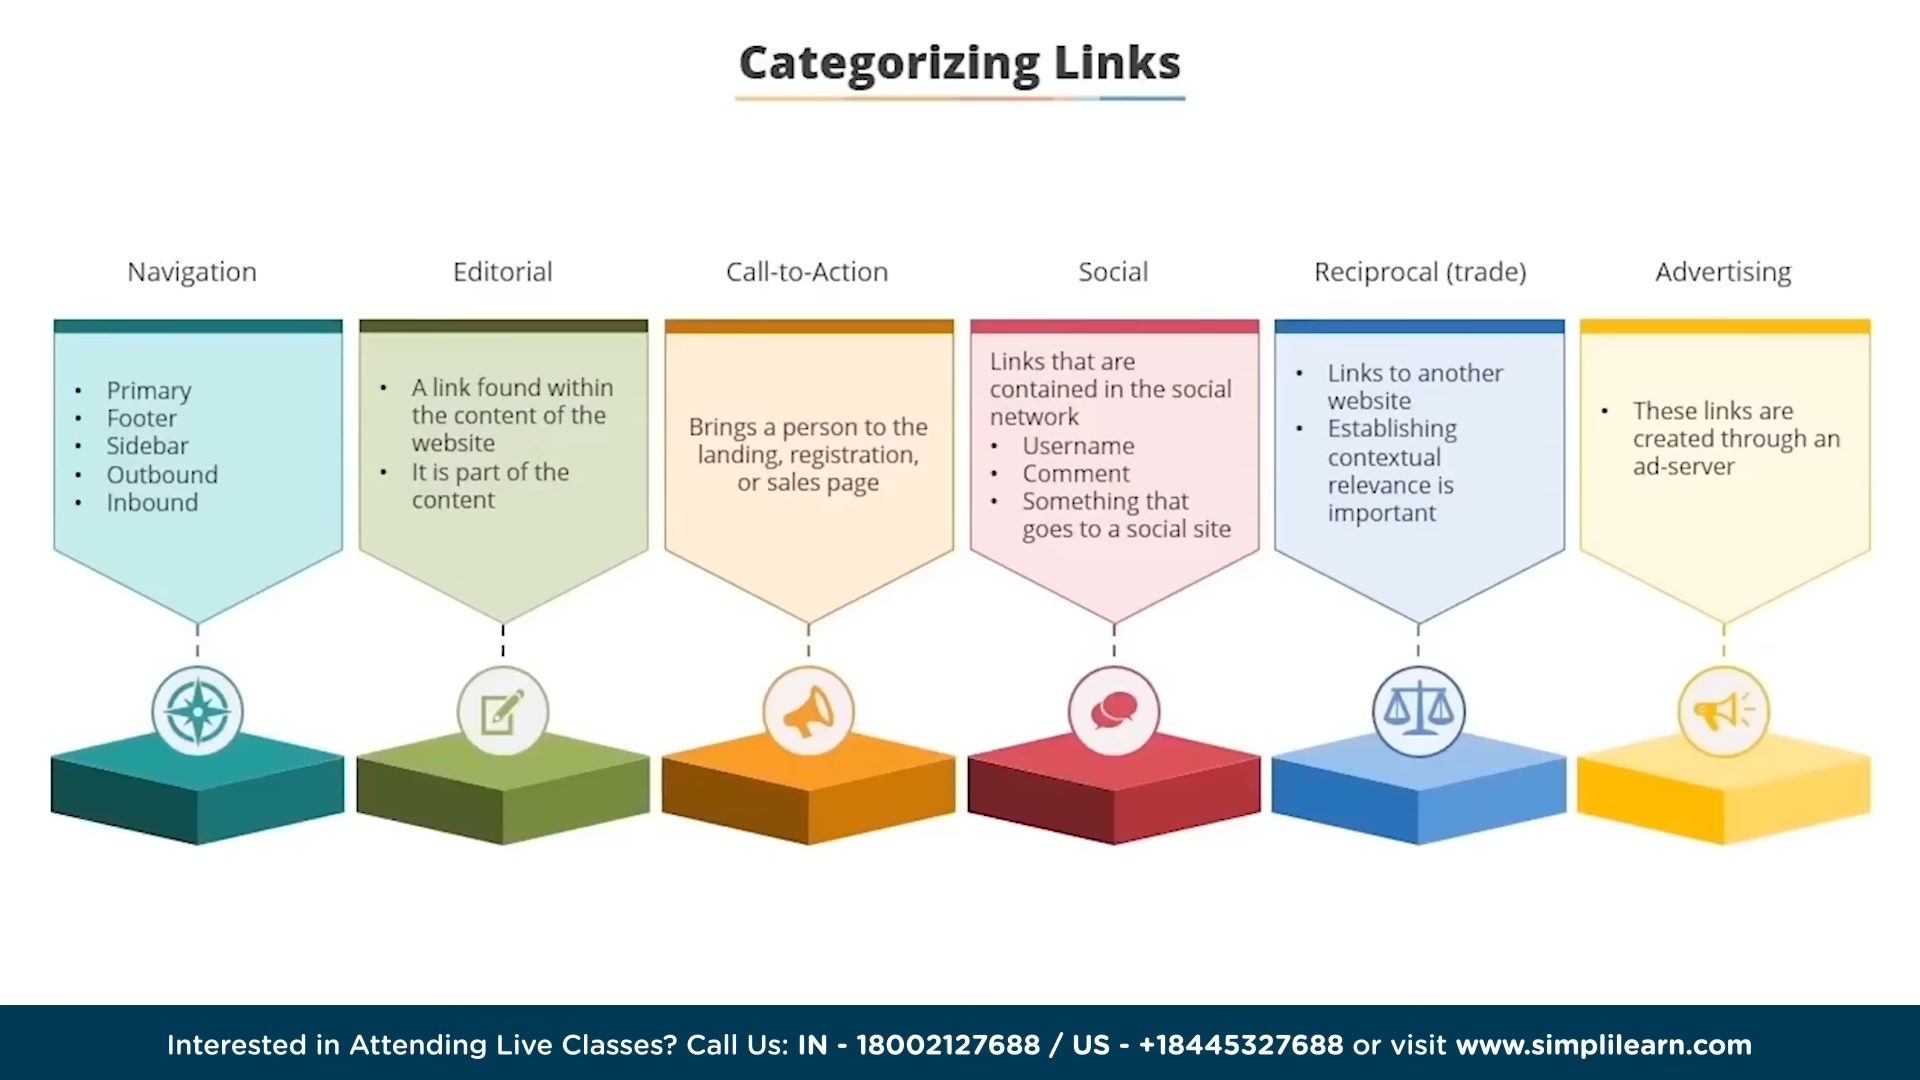 Categorizing Links
Navigation
• Primary
• Footer
• Sidebar
• Outbound
• Inbound
Editorial
• A link found within
the content of the
website
• It is part of the
content
Call-to-Action
Brings a person to the
landing, registration,
or sales page
Social
Links that are
contained in the social
network
• Username
• Comment
• Something that
goes to a social site
Reciprocal (trade)
• Links to another
website
• Establishing
contextual
relevance is
important
Advertising
• These links are
created through an
ad-server
Interested in Attending Live Classes? Call Us: IN - 18002127688 / US - +18445327688 or visit www.simplilearn.com